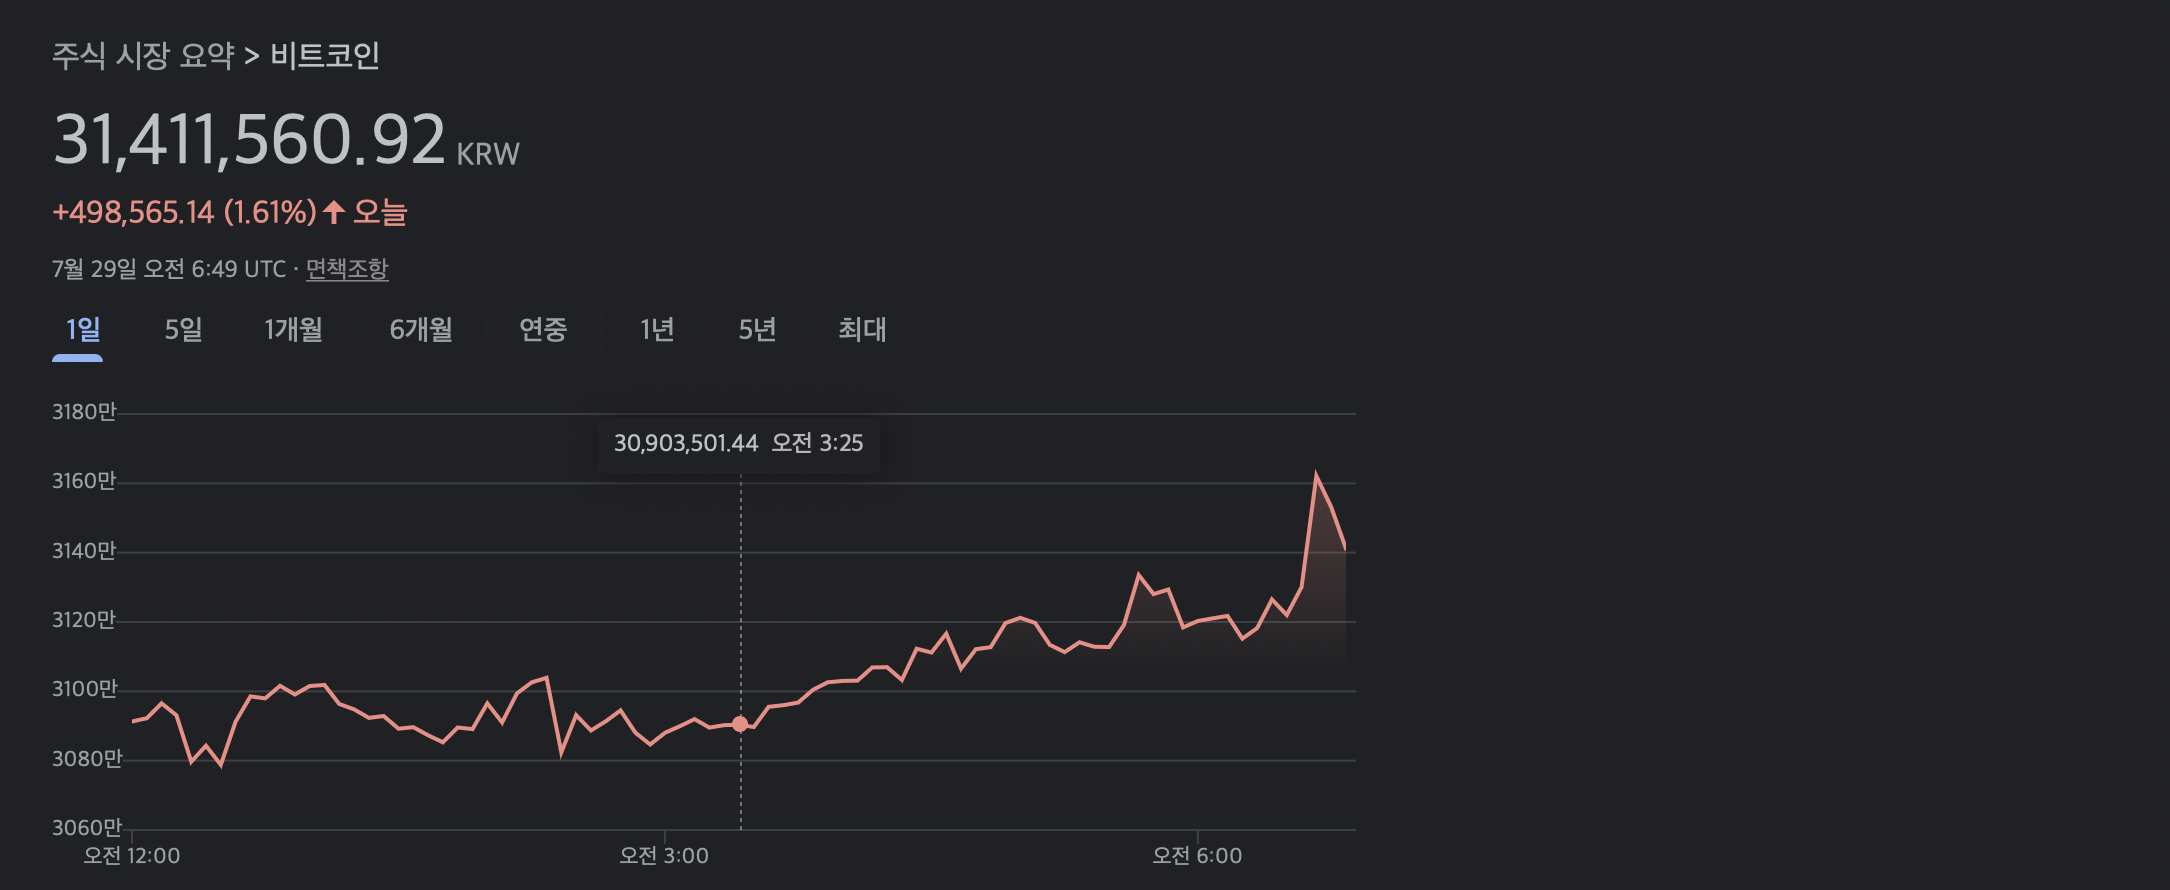 주식 시장 요약 > 비트코인
31,411,560.92 KRW
+498,565.14 (1.61%) 오늘
7월 29일 오전 6:49 UTC · 면책조항
1일 5일 1개월 6개월 연중 1년 5년 최대
3180만
30,903,501.44 오전 3:25
3160만
3140만
3120만
3100만
3080만
3060만
오전 12:00 오전 3:00 오전 6:00